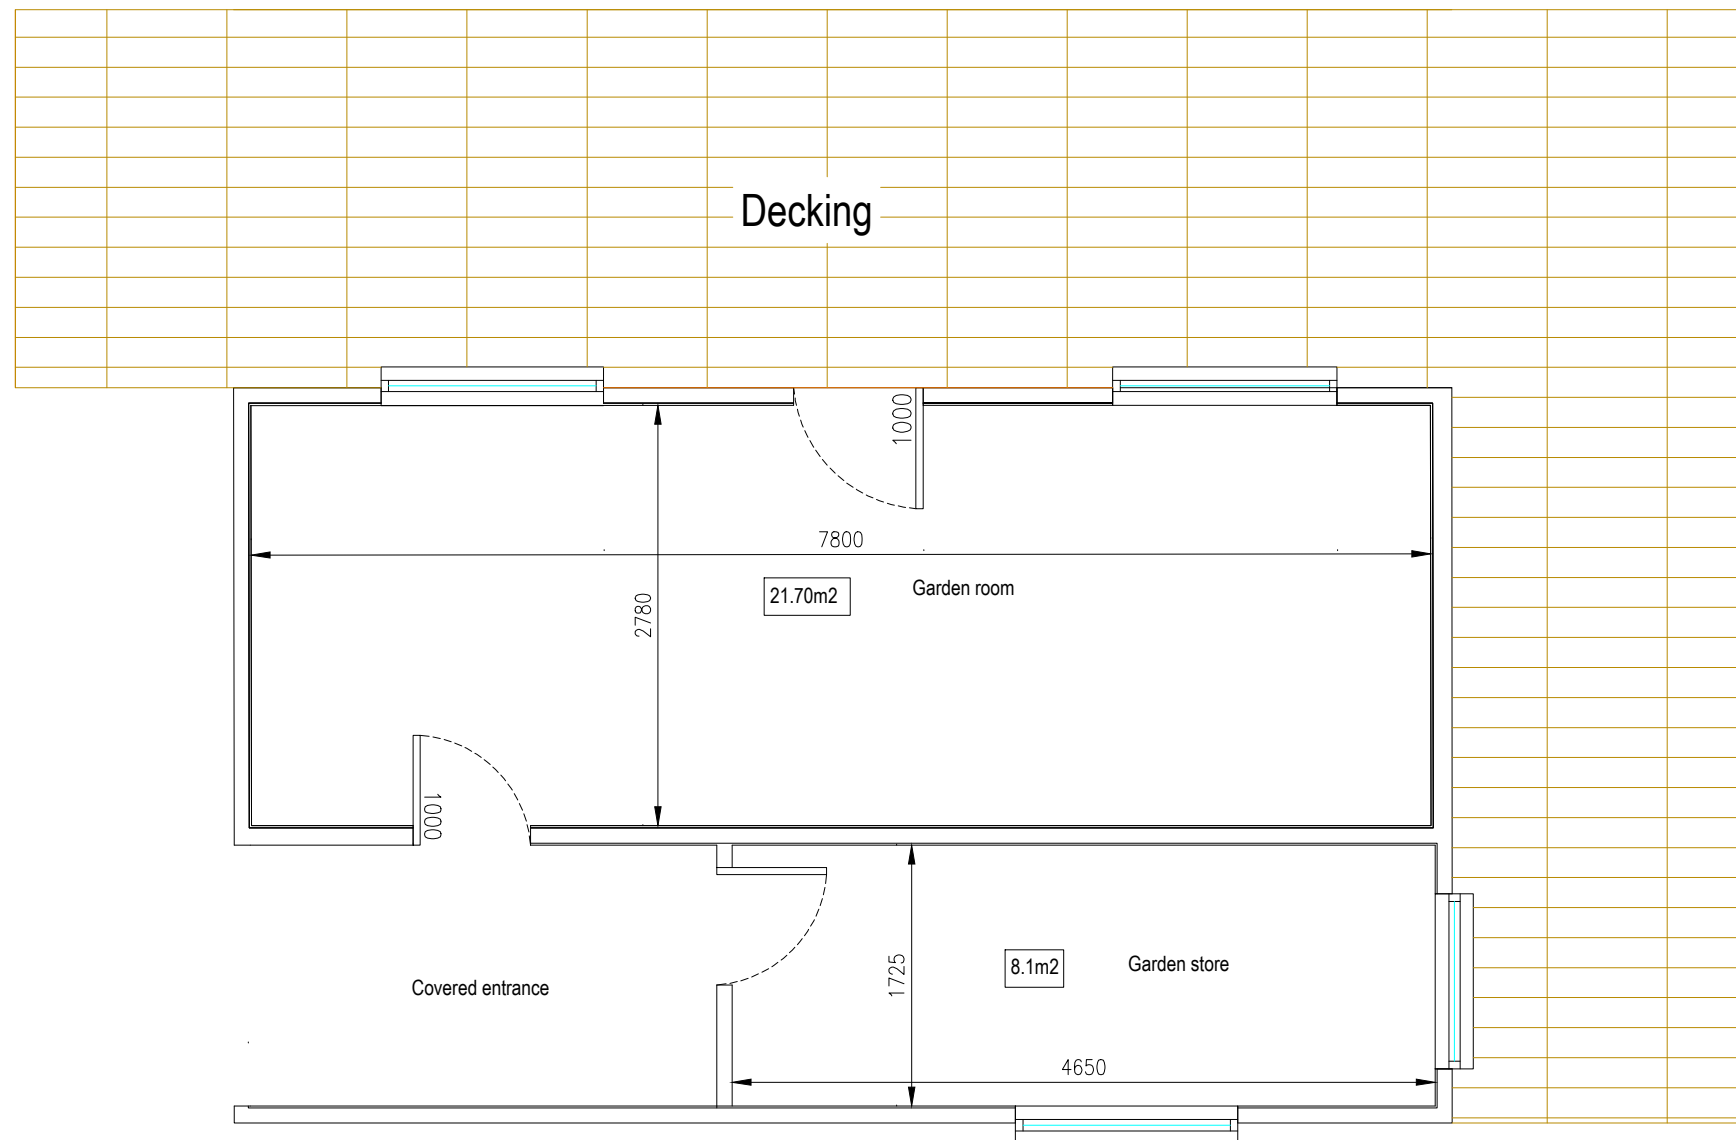 Decking
1000
7800
21.70m2
Garden room
2780
1000
1725
8.1m2
Garden store
Covered entrance
4650